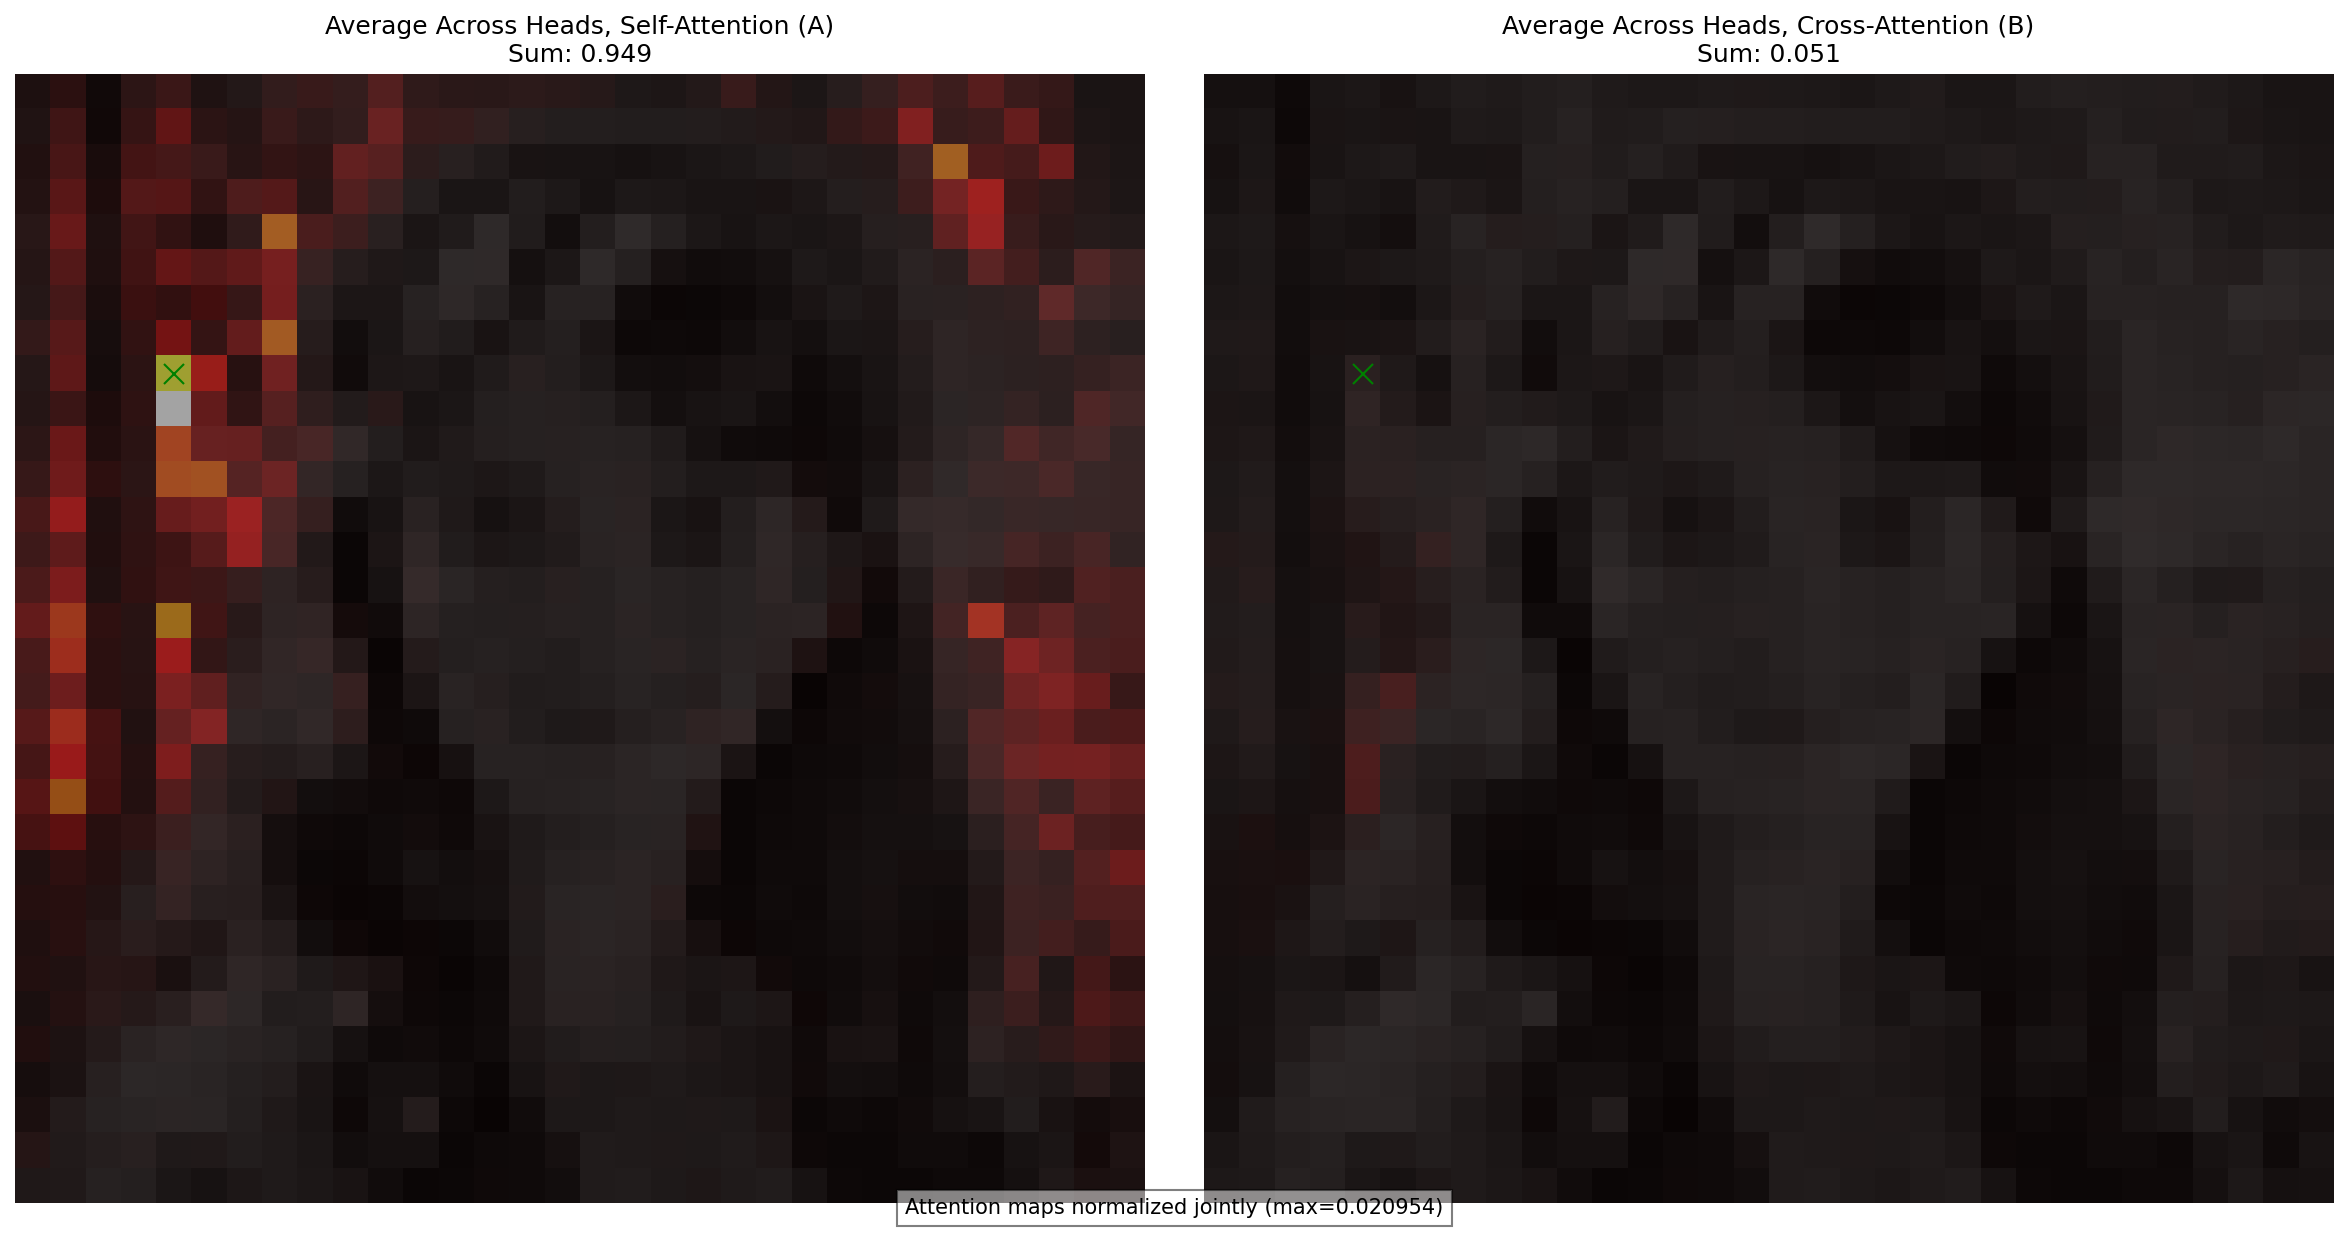 Average Across Heads, Self-Attention (A)
Sum: 0.949
Average Across Heads, Cross-Attention (B)
Sum: 0.051
Attention maps normalized jointly (max=0.020954)